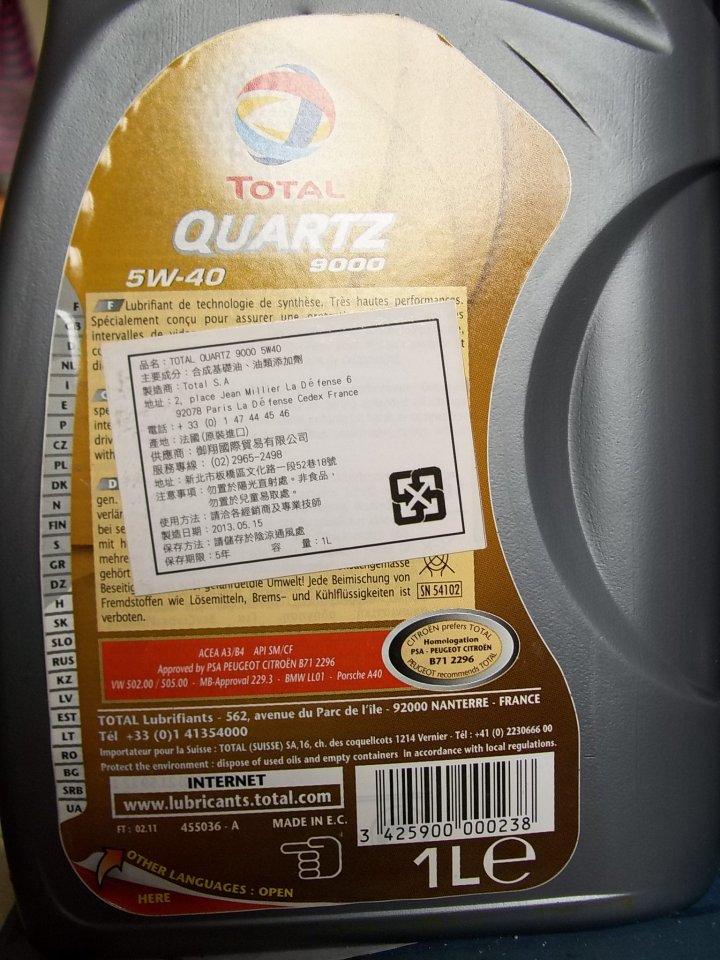 TOTAL
QUARTZ
9000
5W-40
F Lubrifiant de technologie de synthèse. Très hautes performances.
Spécialement conçu pour assurer une
intervalles de
品名：TOTAL QUARTZ 9000 5W40
主要成分：合成基礎油、油類添加劑
製造商：Total S.A
地址：2, place Jean Millier La Défense 6
92078 Paris La Défense Cedex France
電話：+ 33 (0) 1 47 44 45 46
產地：法國(原裝進口)
供應商：御翔國際貿易有限公司
服務專線：(02)2965-2498
地址：新北市板橋區文化路一段52巷18號
注意事項：勿置於陽光直射處。非食品，
勿置於兒童易取處。
使用方法：請洽各經銷商及專業技師
製造日期：2013.05.15
保存方法：請儲存於陰涼通風處
保存期限：5年 容 量：1L
F
GB
NL
I
E
P
CZ
PL
DK
N
FIN
S
GR
DZ
H
SK
SLO
RUS
KZ
LV
EST
LT
RO
BG
SRB
UA
spe
inte
driv
with
D
gen.
verlär
bei se
mit h
mehre
gehört
Beseitig
gefährdetdie Umwelt! Jede Beimischung von
Fremdstoffen wie Lösemitteln, Brems- und Kühlflüssigkeiten ist
verboten.
SN 54102
ACEA A3/B4 API SM/CF
Approved by PSA PEUGEOT CITROËN B71 2296
VW 502.00 / 505.00 - MB-Approval 229.3 - BMW LL01 - Porsche A40
CITROËN prefers TOTAL
Homologation
PSA - PEUGEOT CITROËN
B71 2296
PEUGEOT recommends TOTAL
TOTAL Lubrifiants - 562, avenue du Parc de l'île - 92000 NANTERRE - FRANCE
Tél +33 (0)1 41354000
Importateur pour la Suisse : TOTAL (SUISSE) SA,16, ch. des coquelicots 1214 Vernier - Tél : +41 (0) 2230666 00
Protect the environment : dispose of used oils and empty containers in accordance with local regulations.
INTERNET
www.lubricants.total.com
FT : 02.11 455036 - A MADE IN E.C.
3 425900 000238
1L e
OTHER LANGUAGES : OPEN
HERE